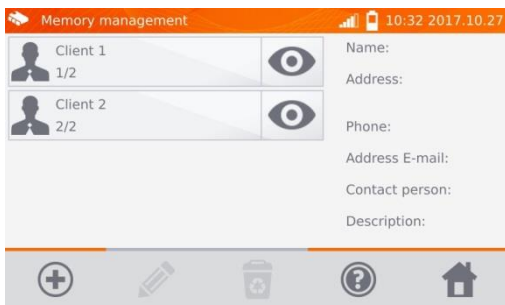 Memory management
10:32 2017.10.27
Client 1
1/2
Client 2
2/2
Name:
Address:
Phone:
Address E-mail:
Contact person:
Description: